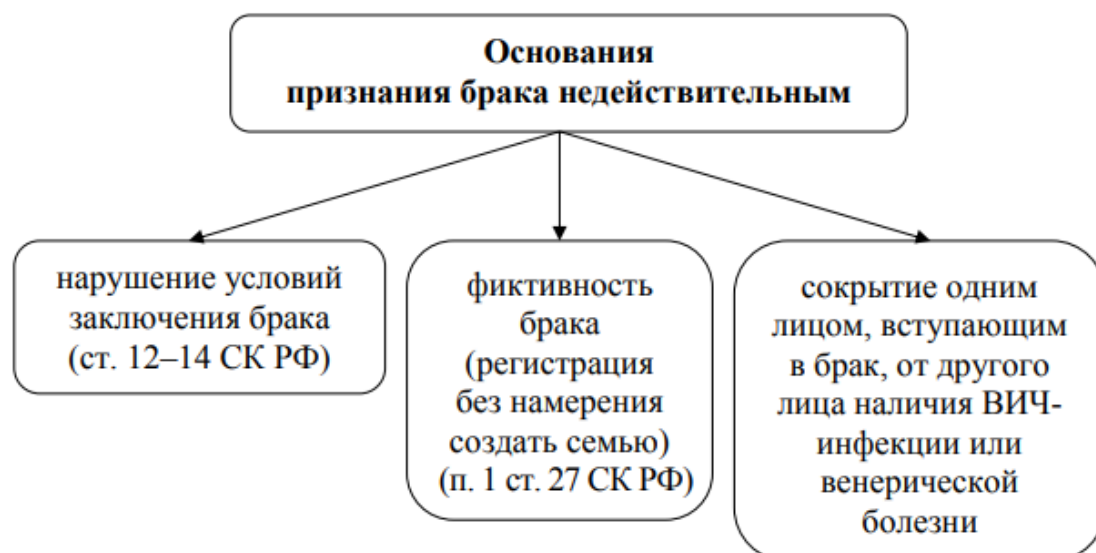 Основания
признания брака недействительным
нарушение условий
заключения брака
(ст. 12–14 СК РФ)
фиктивность
брака
(регистрация
без намерения
создать семью)
(п. 1 ст. 27 СК РФ)
сокрытие одним
лицом, вступающим
в брак, от другого
лица наличия ВИЧ-
инфекции или
венерической
болезни